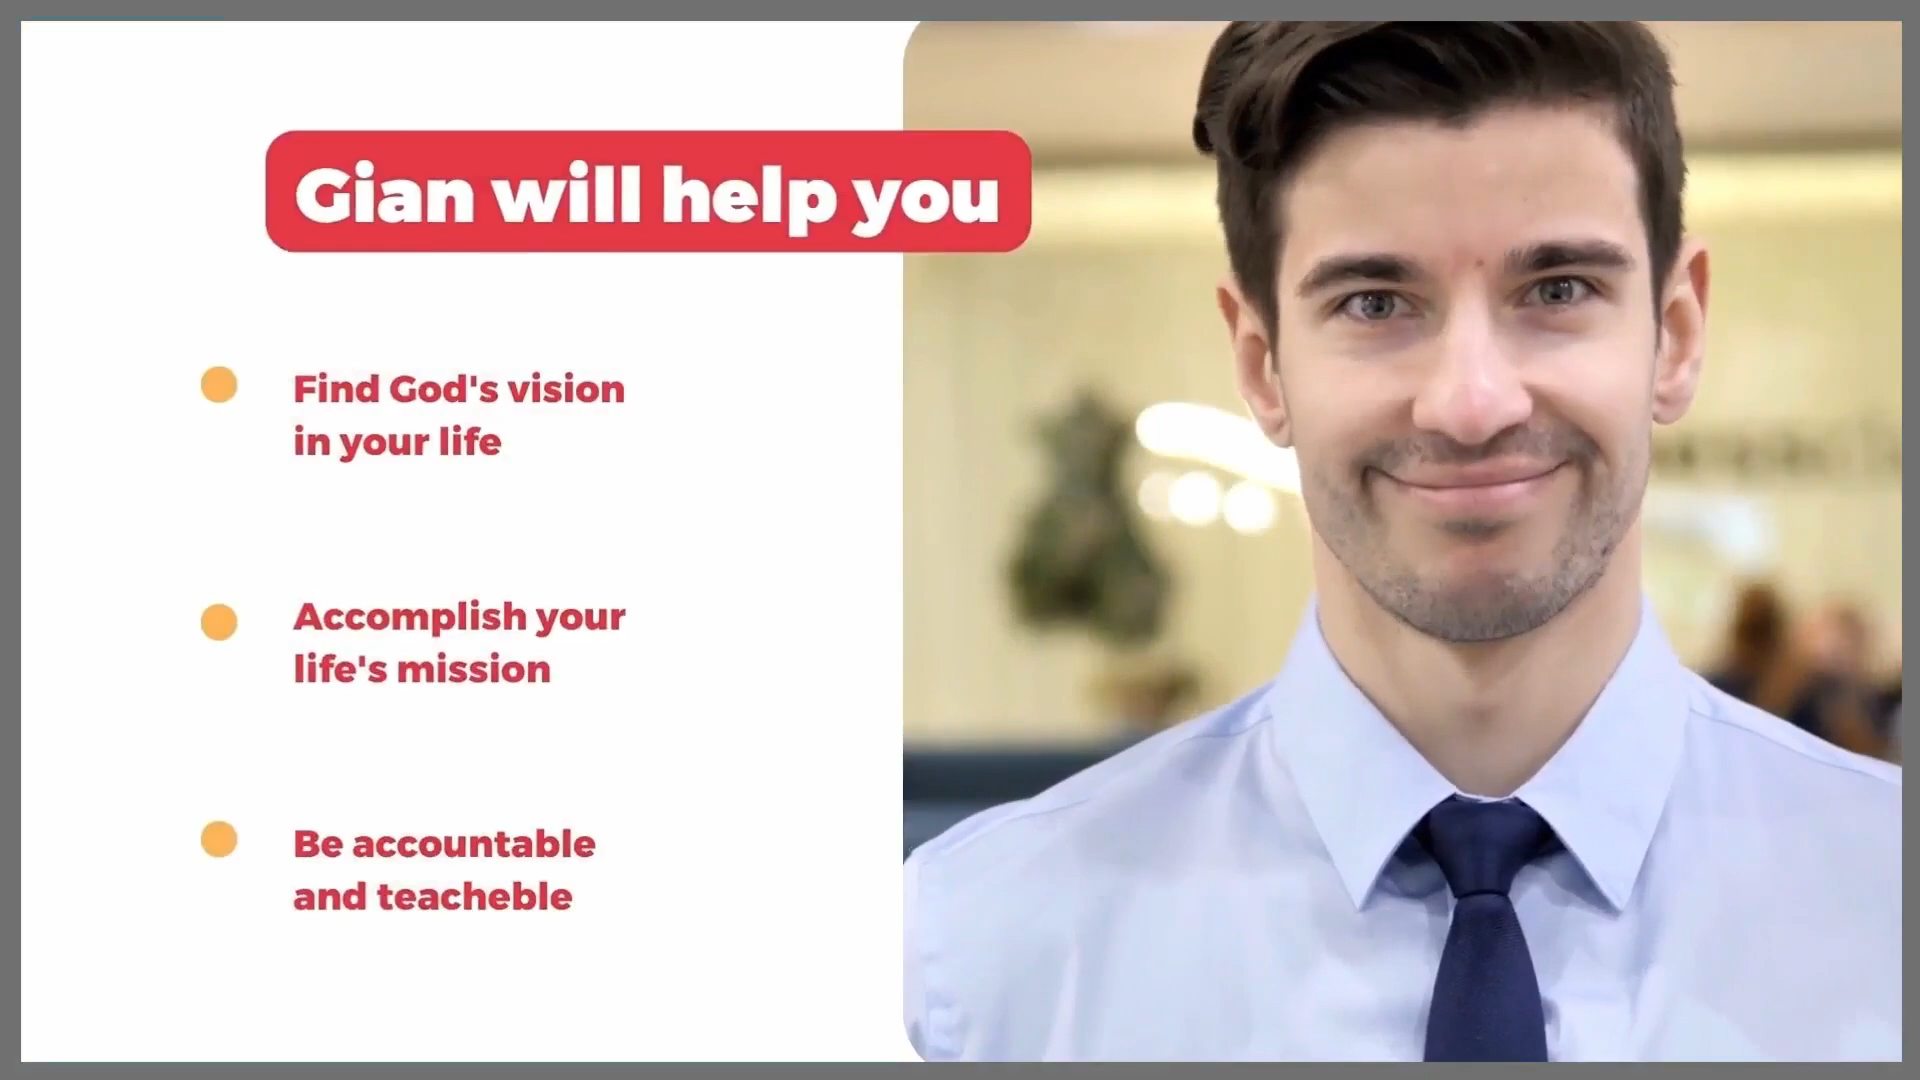 Gian will help you
Find God's vision
in your life
Accomplish your
life's mission
Be accountable
and teacheble